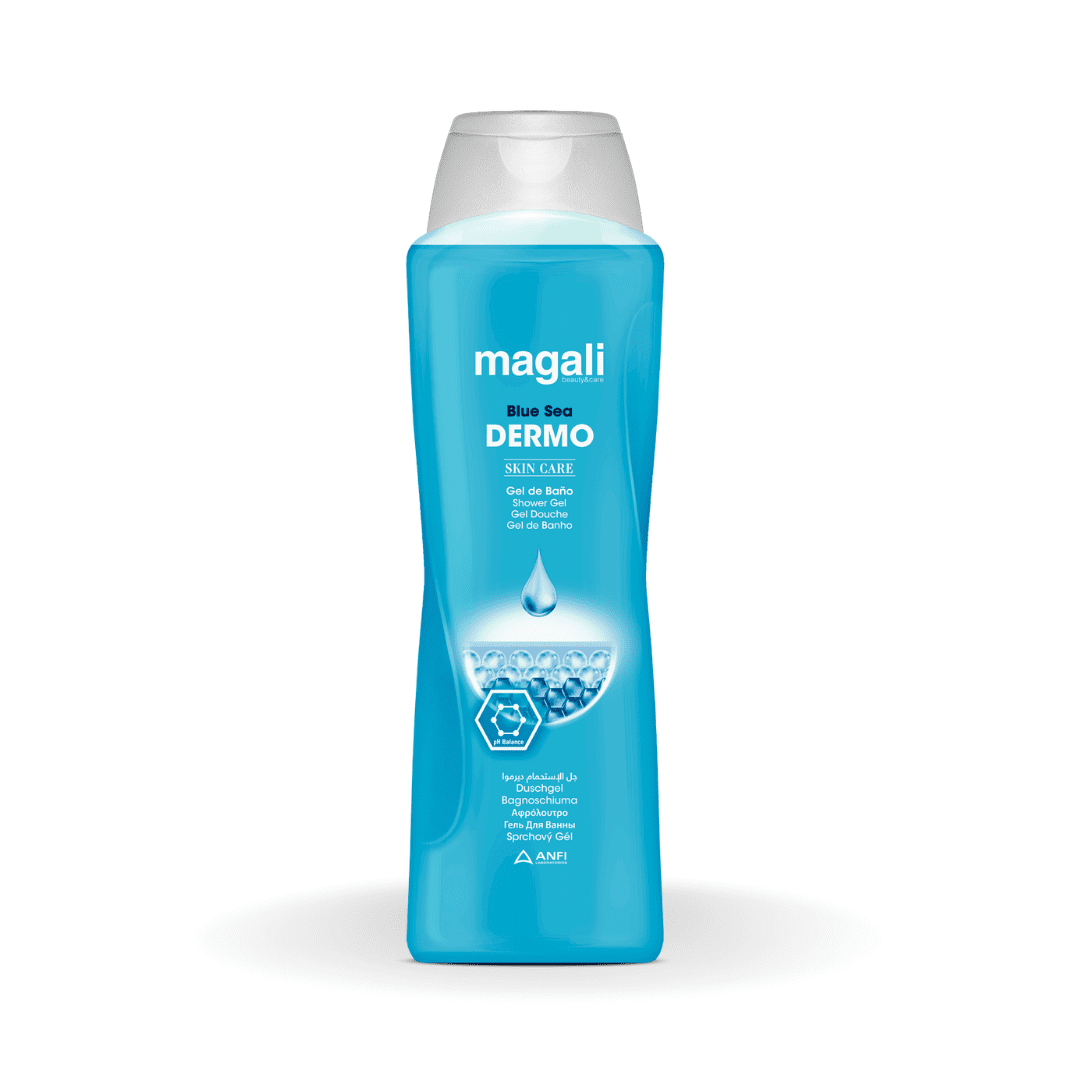 magali
beauty&care
Blue Sea
DERMO
SKIN CARE
Gel de Baño
Shower Gel
Gel Douche
Gel de Banho
pH Balance
جل الإستحمام ديرموا
Duschgel
Bagnoschiuma
Αφρόλουτρο
Гель Для Ванны
Sprchový Gél
ANFI
LABORATORIES